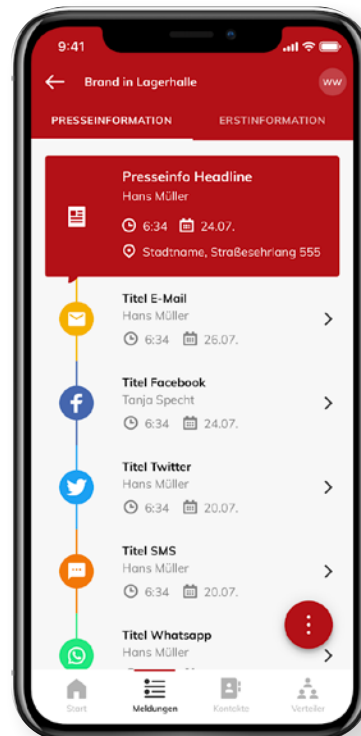 9:41
Brand in Lagerhalle
WW
PRESSEINFORMATION ERSTINFORMATION
Presseinfo Headline
Hans Müller
6:34 24.07.
Stadtname, Straßesehrlang 555
Titel E-Mail
Hans Müller
6:34 26.07.
Titel Facebook
Tanja Specht
6:34 24.07.
Titel Twitter
Hans Müller
6:34 20.07.
Titel SMS
Hans Müller
6:34 20.07.
Titel Whatsapp
Hans Müller
Start Meldungen Kontakte Verteiler